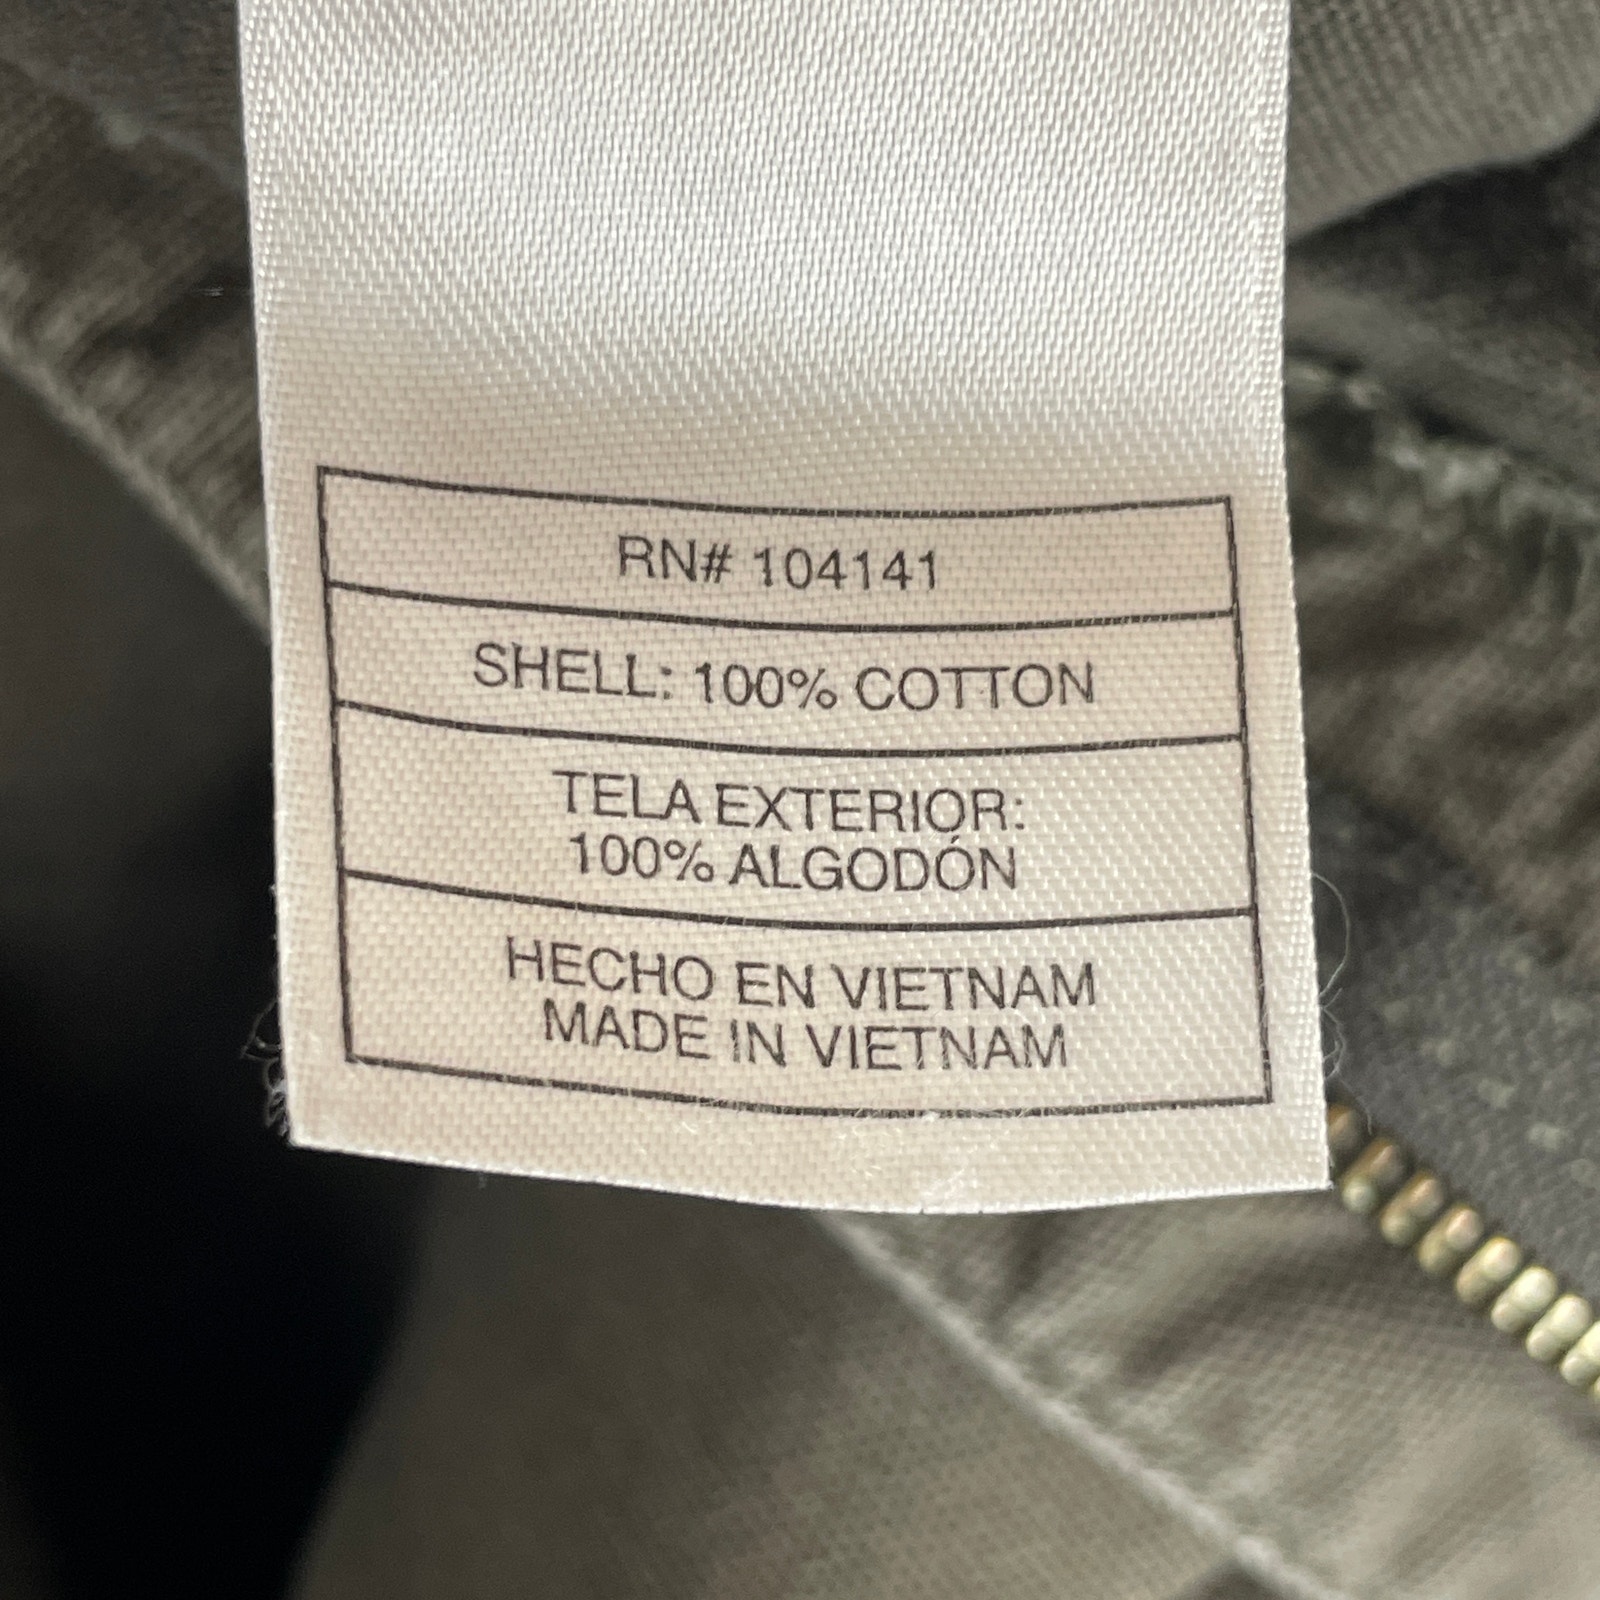 RN# 104141
SHELL: 100% COTTON
TELA EXTERIOR:
100% ALGODÓN
HECHO EN VIETNAM
MADE IN VIETNAM